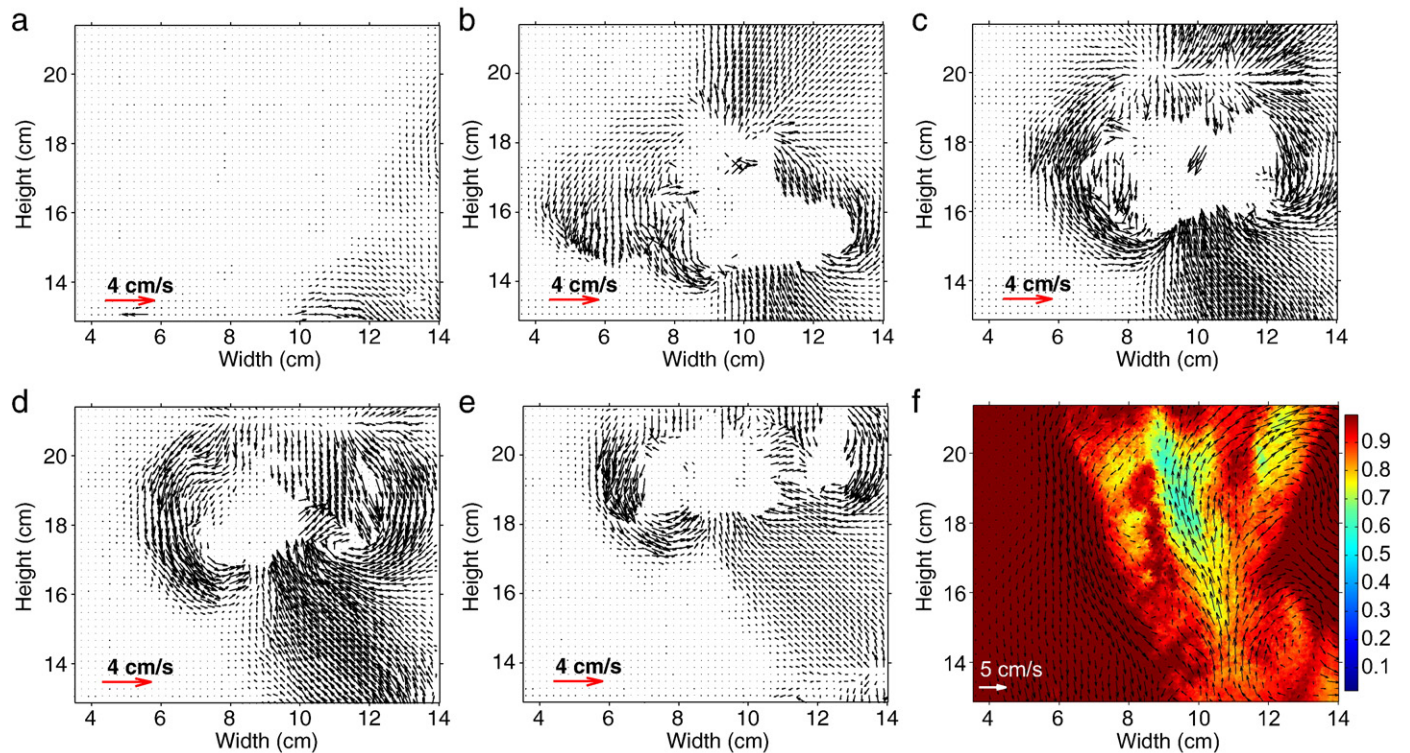 a
20
18
16
14
Height (cm)
4 cm/s
4 6 8 10 12 14
Width (cm)
b
20
18
16
14
Height (cm)
4 cm/s
4 6 8 10 12 14
Width (cm)
c
20
18
16
14
Height (cm)
4 cm/s
4 6 8 10 12 14
Width (cm)
d
20
18
16
14
Height (cm)
4 cm/s
4 6 8 10 12 14
Width (cm)
e
20
18
16
14
Height (cm)
4 cm/s
4 6 8 10 12 14
Width (cm)
f
20
18
16
14
Height (cm)
5 cm/s
4 6 8 10 12 14
Width (cm)
0.9
0.8
0.7
0.6
0.5
0.4
0.3
0.2
0.1